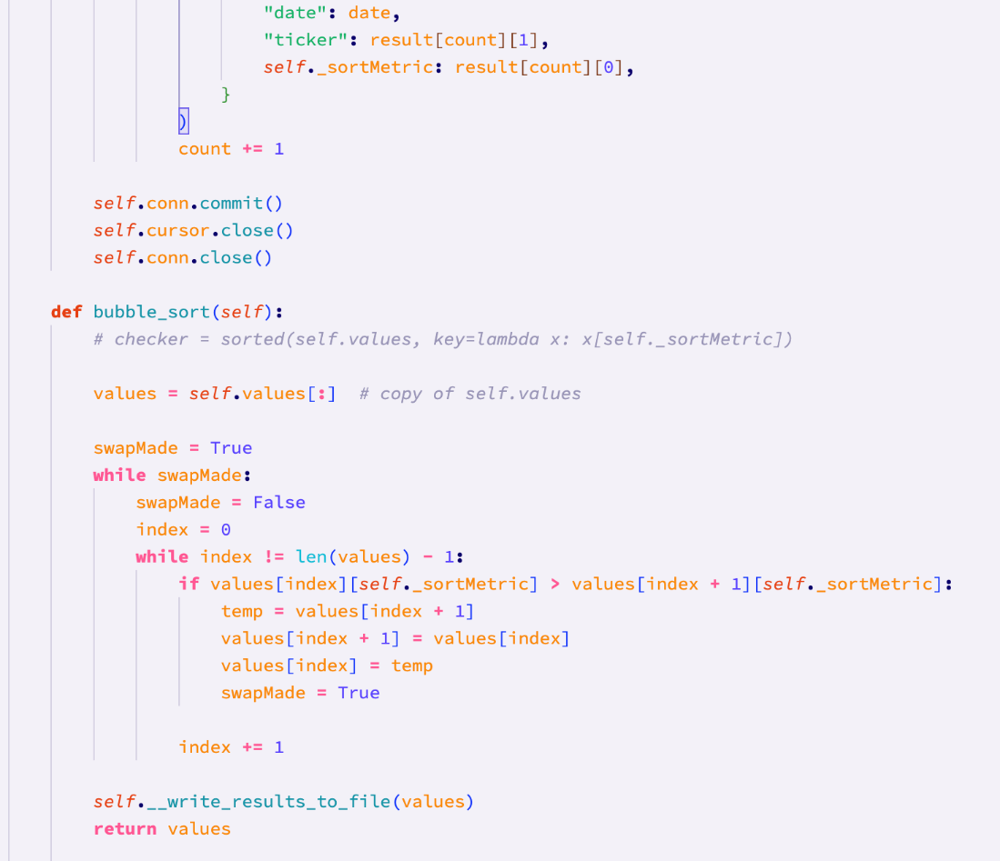 "date": date,
                "ticker": result[count][1],
                self._sortMetric: result[count][0],
            }
        )
        count += 1

self.conn.commit()
self.cursor.close()
self.conn.close()

def bubble_sort(self):
    # checker = sorted(self.values, key=lambda x: x[self._sortMetric])

    values = self.values[:]  # copy of self.values

    swapMade = True
    while swapMade:
        swapMade = False
        index = 0
        while index != len(values) - 1:
            if values[index][self._sortMetric] > values[index + 1][self._sortMetric]:
                temp = values[index + 1]
                values[index + 1] = values[index]
                values[index] = temp
                swapMade = True

            index += 1

    self.__write_results_to_file(values)
    return values